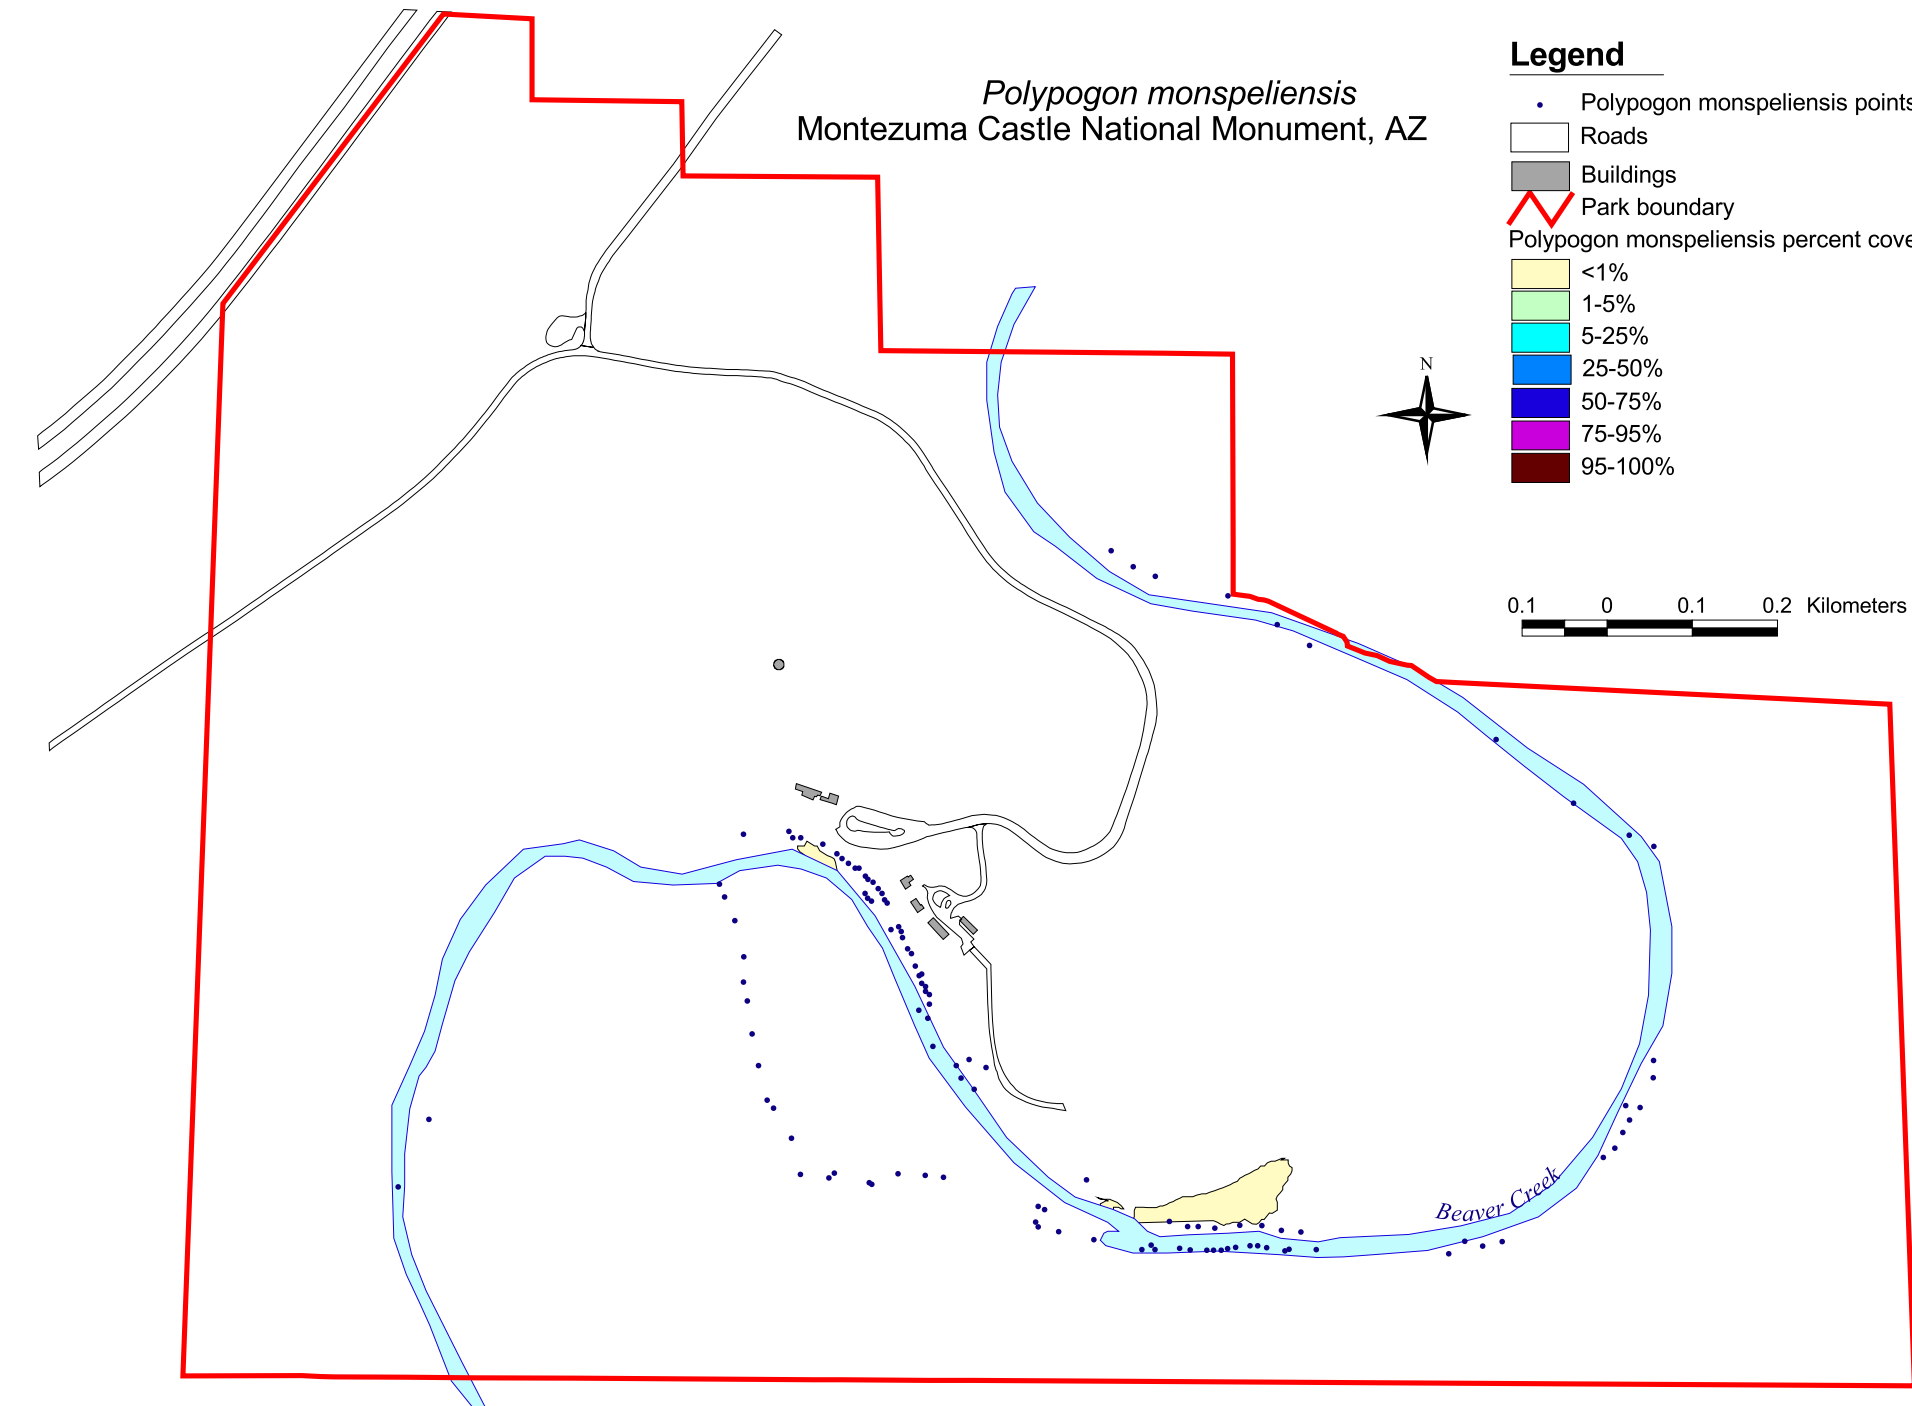 Polypogon monspeliensis
Montezuma Castle National Monument, AZ
Legend
Polypogon monspeliensis points
Roads
Buildings
Park boundary
Polypogon monspeliensis percent cove
<1%
1-5%
5-25%
25-50%
50-75%
75-95%
95-100%
N
0.1 0 0.1 0.2 Kilometers
Beaver Creek